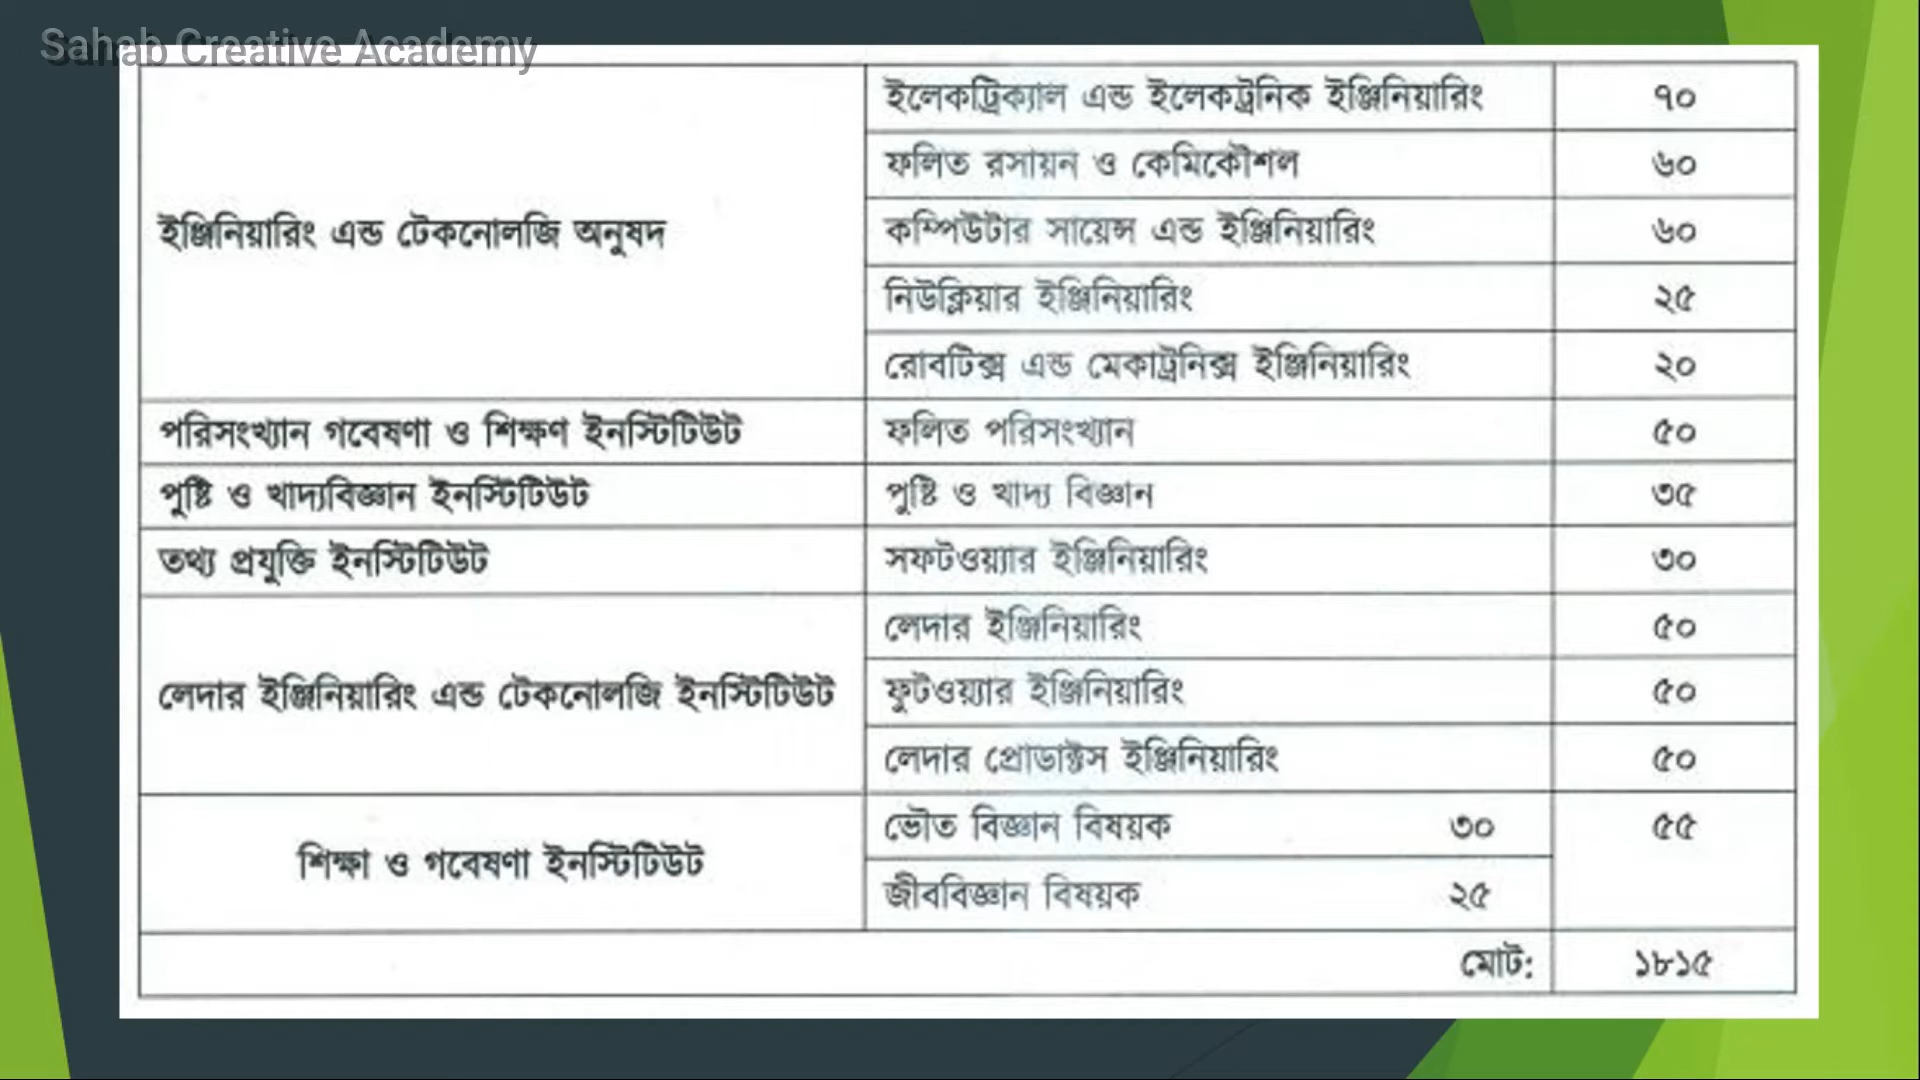 Sahab Creative Academy
ইলেকট্রিক্যাল এন্ড ইলেকট্রনিক ইঞ্জিনিয়ারিং ৭০
ফলিত রসায়ন ও কেমিকৌশল ৬০
ইঞ্জিনিয়ারিং এন্ড টেকনোলজি অনুষদ কম্পিউটার সায়েন্স এন্ড ইঞ্জিনিয়ারিং ৬০
নিউক্লিয়ার ইঞ্জিনিয়ারিং ২৫
রোবটিক্স এন্ড মেকাট্রনিক্স ইঞ্জিনিয়ারিং ২০
পরিসংখ্যান গবেষণা ও শিক্ষণ ইনস্টিটিউট ফলিত পরিসংখ্যান ৫০
পুষ্টি ও খাদ্যবিজ্ঞান ইনস্টিটিউট পুষ্টি ও খাদ্য বিজ্ঞান ৩৫
তথ্য প্রযুক্তি ইনস্টিটিউট সফটওয়্যার ইঞ্জিনিয়ারিং ৩০
লেদার ইঞ্জিনিয়ারিং ৫০
লেদার ইঞ্জিনিয়ারিং এন্ড টেকনোলজি ইনস্টিটিউট ফুটওয়্যার ইঞ্জিনিয়ারিং ৫০
লেদার প্রোডাক্টস ইঞ্জিনিয়ারিং ৫০
ভৌত বিজ্ঞান বিষয়ক ৩০ ৫৫
শিক্ষা ও গবেষণা ইনস্টিটিউট
জীববিজ্ঞান বিষয়ক ২৫
মোট: ১৮১৫